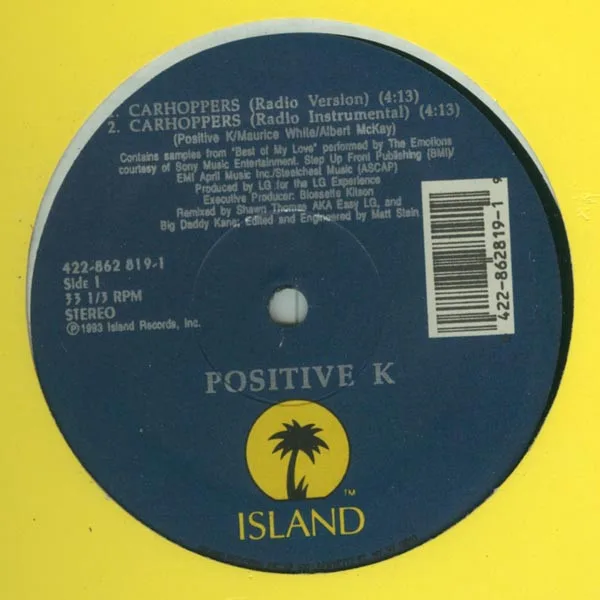 1. CARHOPPERS (Radio Version) (4:13)
2. CARHOPPERS (Radio Instrumental) (4:13)
(Positive K/Maurice White/Albert McKay)
Contains samples from "Best of My Love" performed by The Emotions
courtesy of Sony Music Entertainment. Step Up Front Publishing (BMI)/
EMI April Music Inc./Steelchest Music (ASCAP)
Produced by LG for the LG Experience
Executive Producer: Blossette Kitson
Remixed by Shawn Thomas AKA Easy LG, and
Big Daddy Kane; Edited and Engineered by Matt Stein
422-862 819-1
Side 1
33 1/3 RPM
STEREO
℗1993 Island Records, Inc.
422-862819-1 9
POSITIVE K
TM
ISLAND